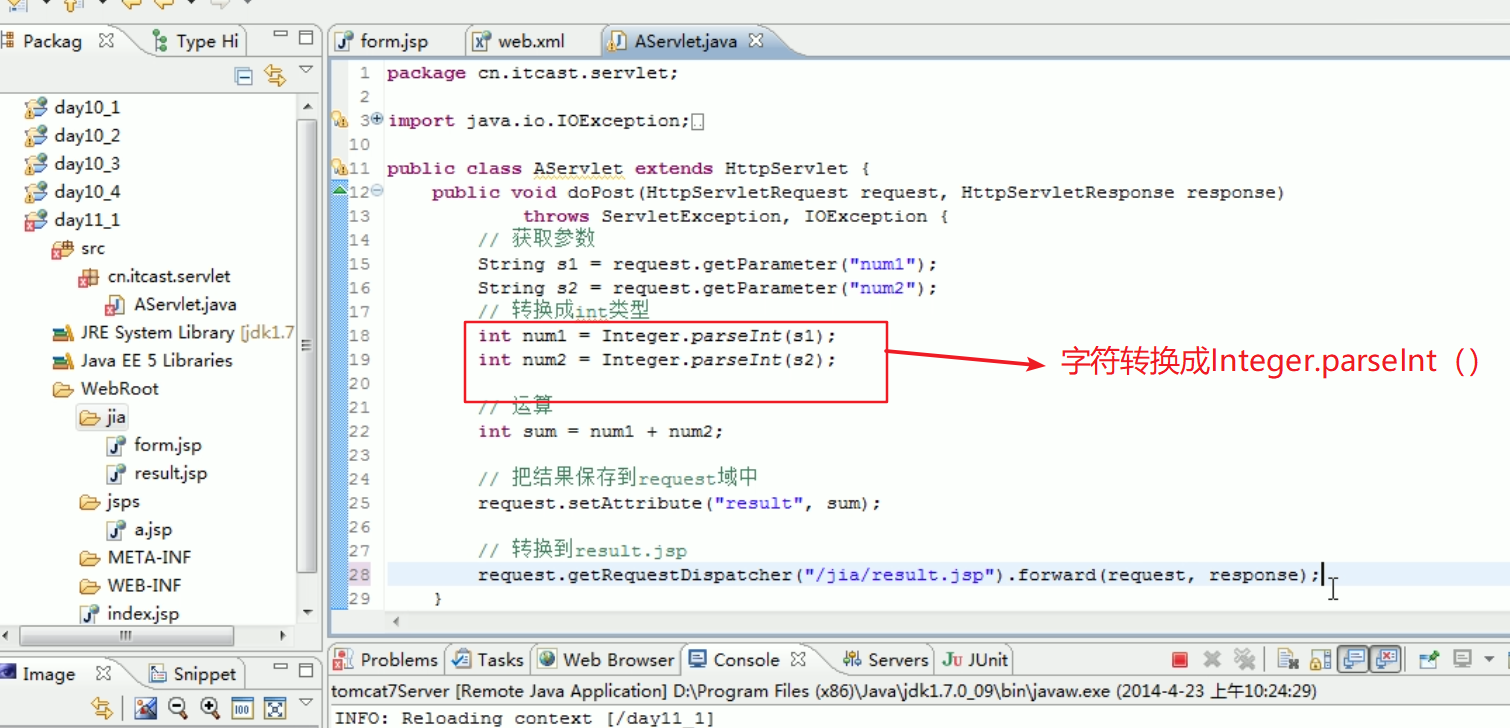 Packag
Type Hi
form.jsp
web.xml
AServlet.java
day10_1
day10_2
day10_3
day10_4
day11_1
src
cn.itcast.servlet
AServlet.java
JRE System Library [jdk1.7
Java EE 5 Libraries
WebRoot
jia
form.jsp
result.jsp
jsps
a.jsp
META-INF
WEB-INF
index.jsp
1 package cn.itcast.servlet;
2
3 import java.io.IOException;
10
11 public class AServlet extends HttpServlet {
12 public void doPost(HttpServletRequest request, HttpServletResponse response)
13 throws ServletException, IOException {
14 // 获取参数
15 String s1 = request.getParameter("num1");
16 String s2 = request.getParameter("num2");
17 // 转换成int类型
18 int num1 = Integer.parseInt(s1);
19 int num2 = Integer.parseInt(s2);
20
21 // 运算
22 int sum = num1 + num2;
23
24 // 把结果保存到request域中
25 request.setAttribute("result", sum);
26
27 // 转换到result.jsp
28 request.getRequestDispatcher("/jia/result.jsp").forward(request, response);
29 }
字符转换成Integer.parseInt（）
Image
Snippet
100
Problems
Tasks
Web Browser
Console
Servers
JUnit
tomcat7Server [Remote Java Application] D:\Program Files (x86)\Java\jdk1.7.0_09\bin\javaw.exe (2014-4-23 上午10:24:29)
INFO: Reloading context [/day11_1]